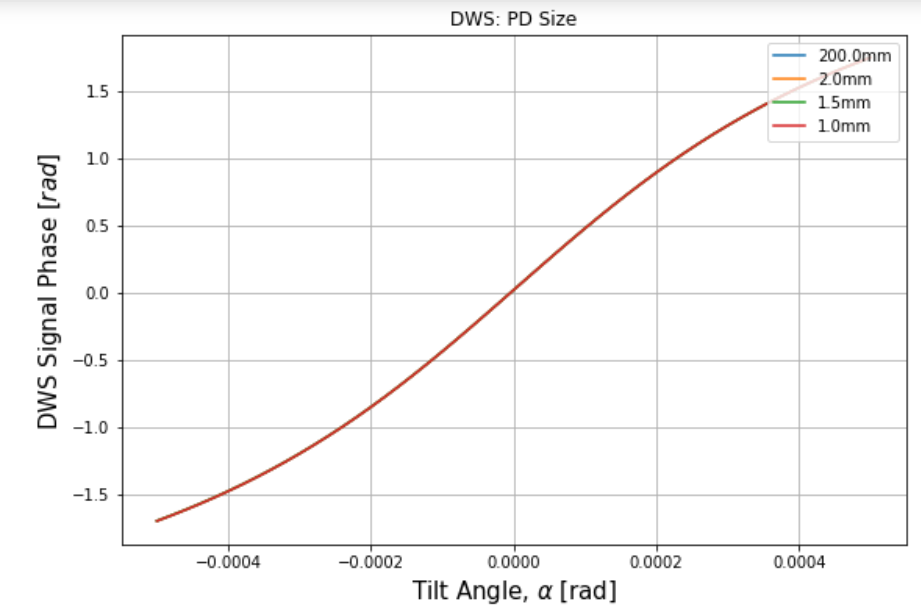 DWS: PD Size
200.0mm
2.0mm
1.5mm
1.0mm
DWS Signal Phase [rad]
1.5
1.0
0.5
0.0
−0.5
−1.0
−1.5
−0.0004
−0.0002
0.0000
0.0002
0.0004
Tilt Angle, α [rad]